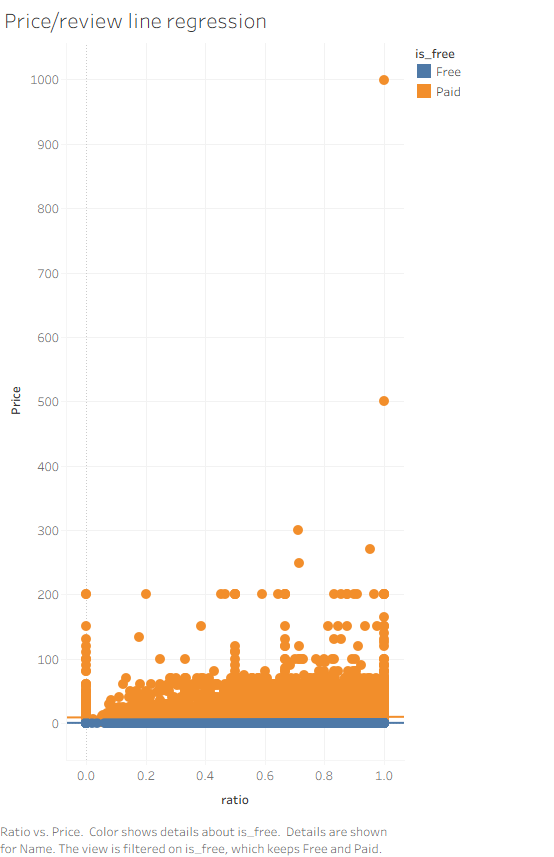 Price/review line regression
is_free
Free
Paid
1000
900
800
700
600
500
400
300
200
100
0
Price
0.0 0.2 0.4 0.6 0.8 1.0
ratio
Ratio vs. Price. Color shows details about is_free. Details are shown
for Name. The view is filtered on is_free, which keeps Free and Paid.